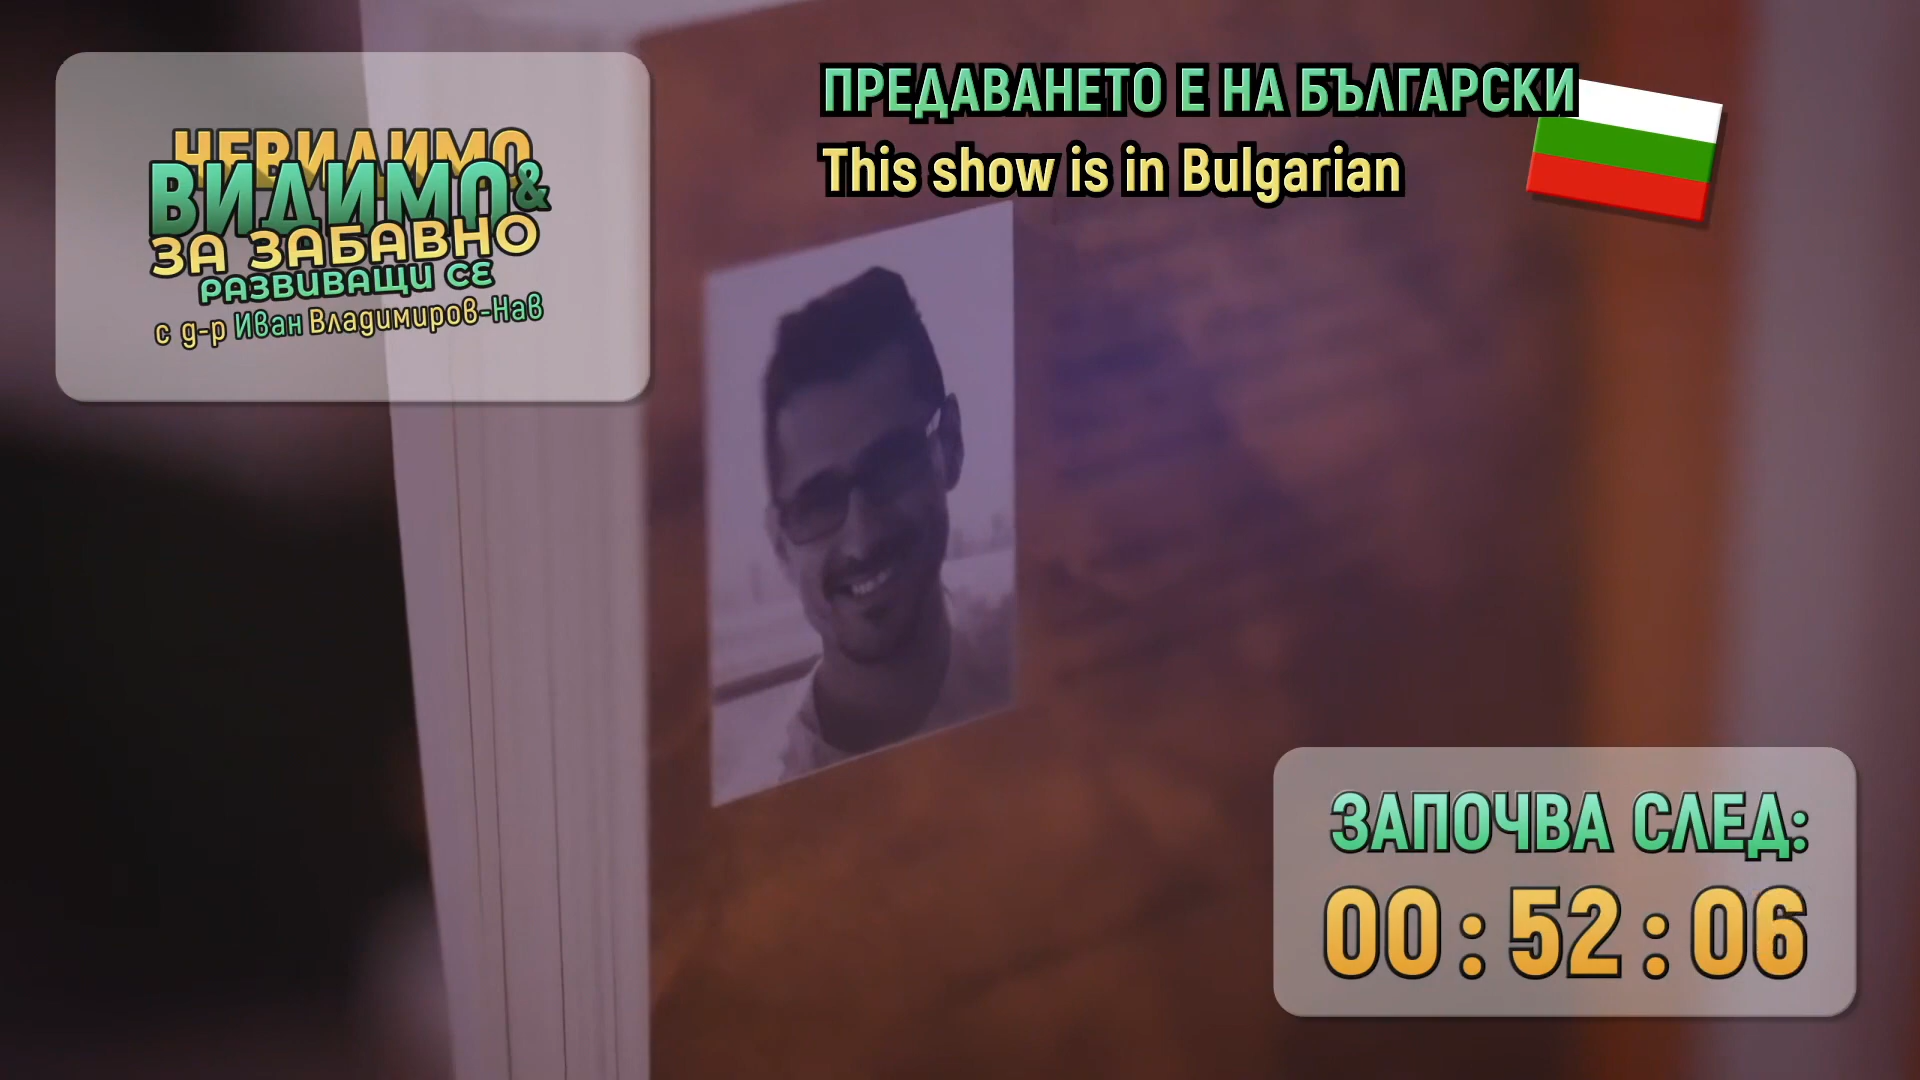 НЕВИДИМО
ВИДИМО &
ЗА ЗАБАВНО
РАЗВИВАЩИ СЕ
с д-р Иван Владимиров-Нав
ПРЕДАВАНЕТО Е НА БЪЛГАРСКИ
This show is in Bulgarian
ЗАПОЧВА СЛЕД:
00:52:06